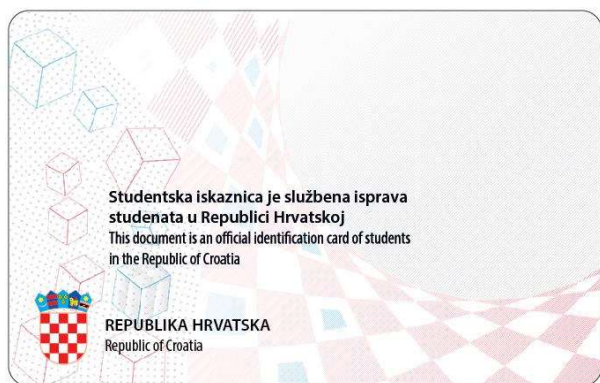 Studentska iskaznica je službena isprava
studenata u Republici Hrvatskoj
This document is an official identification card of students
in the Republic of Croatia
REPUBLIKA HRVATSKA
Republic of Croatia